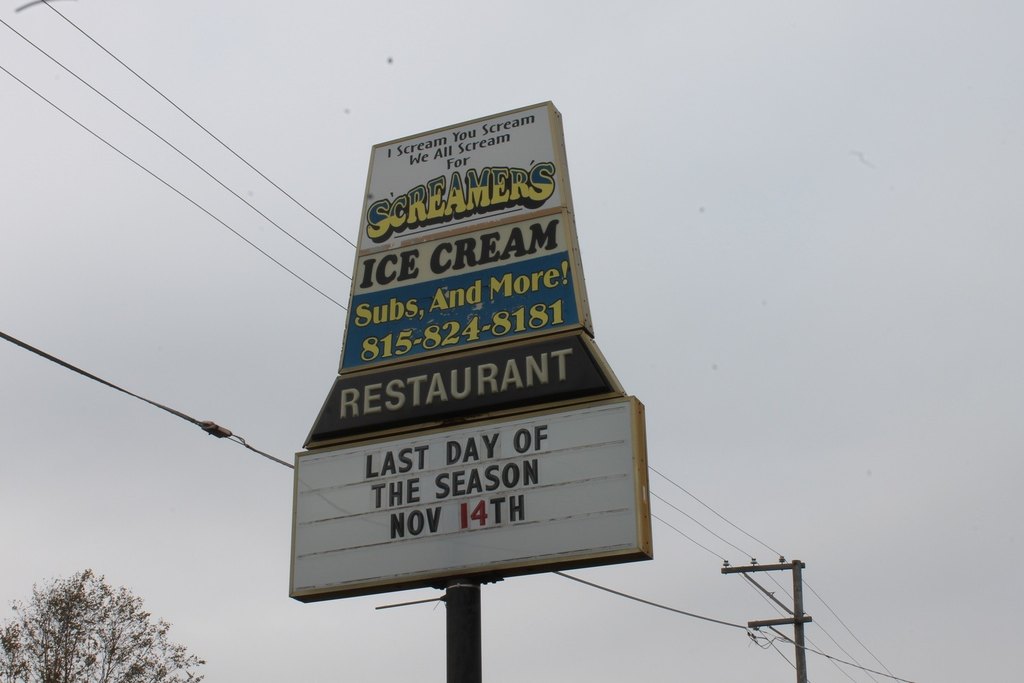 I Scream You Scream
We All Scream
For
S'CREAMER'S
ICE CREAM
Subs, And More!
815-824-8181
RESTAURANT
LAST DAY OF
THE SEASON
NOV 14TH